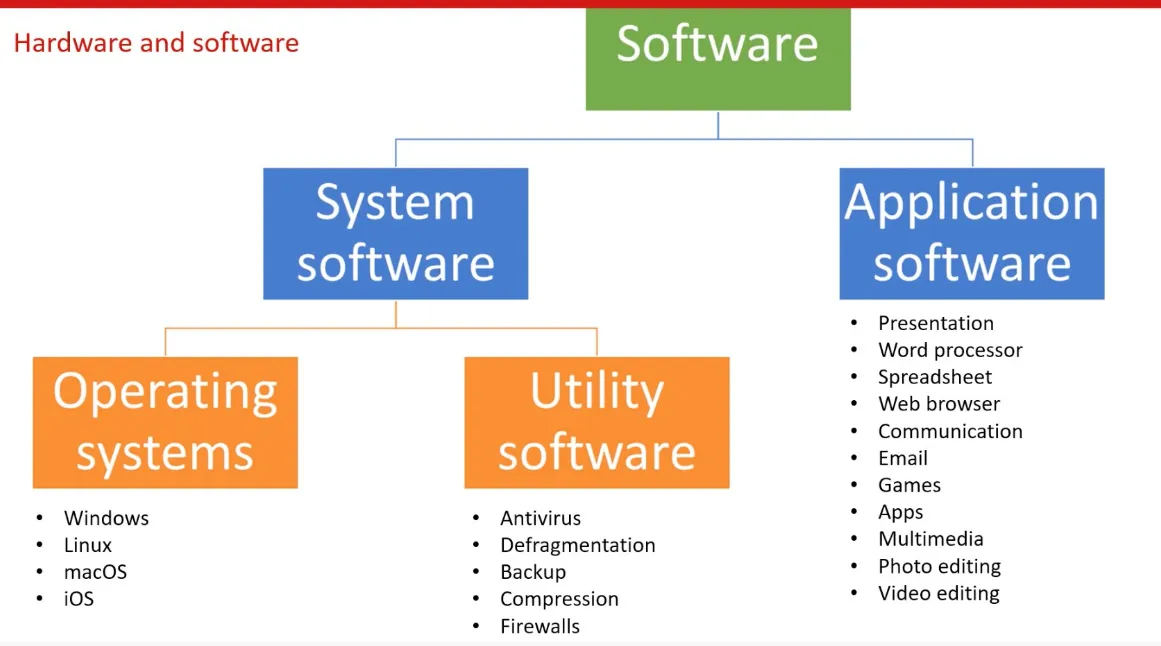 Hardware and software
Software
System
software
Application
software
Operating
systems
• Windows
• Linux
• macOS
• iOS
Utility
software
• Antivirus
• Defragmentation
• Backup
• Compression
• Firewalls
• Presentation
• Word processor
• Spreadsheet
• Web browser
• Communication
• Email
• Games
• Apps
• Multimedia
• Photo editing
• Video editing